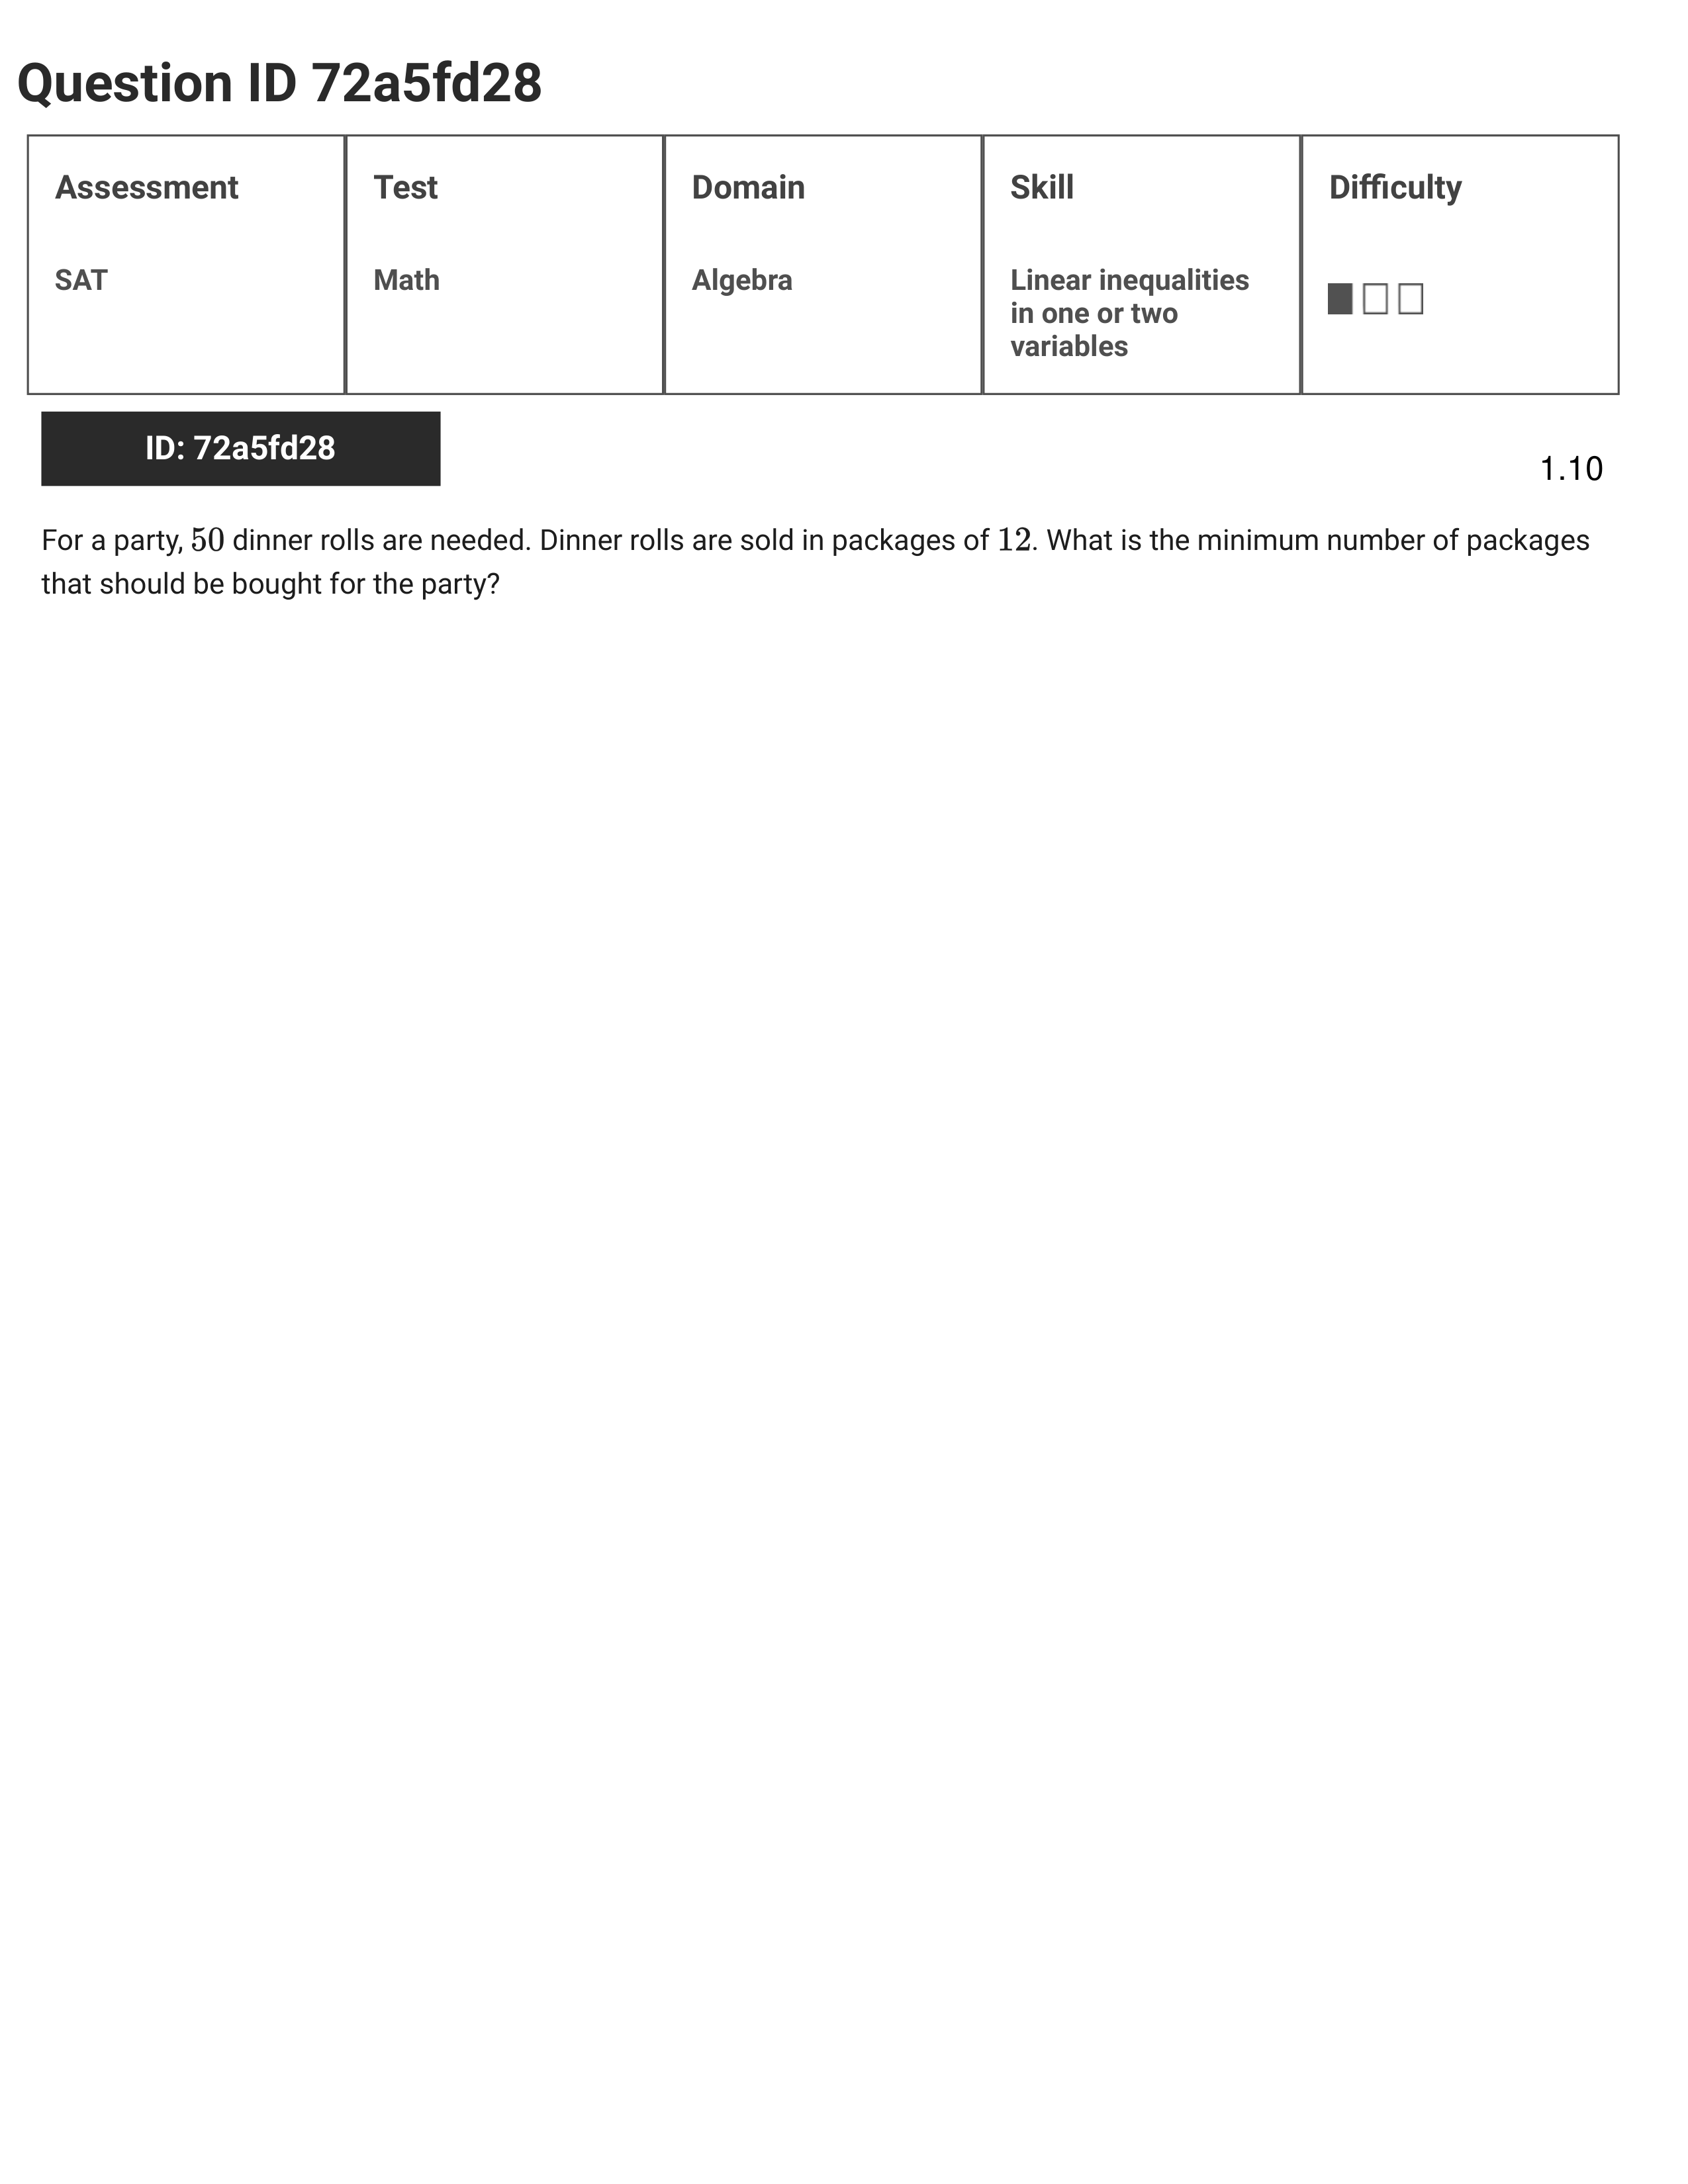 Question ID 72a5fd28
Assessment
Test
Domain
Skill
Difficulty
SAT
Math
Algebra
Linear inequalities
in one or two
variables
ID: 72a5fd28
1.10
For a party, 50 dinner rolls are needed. Dinner rolls are sold in packages of 12. What is the minimum number of packages
that should be bought for the party?